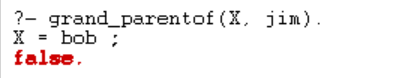 ?- grand_parentof(X, jim).
X = bob ;
false.